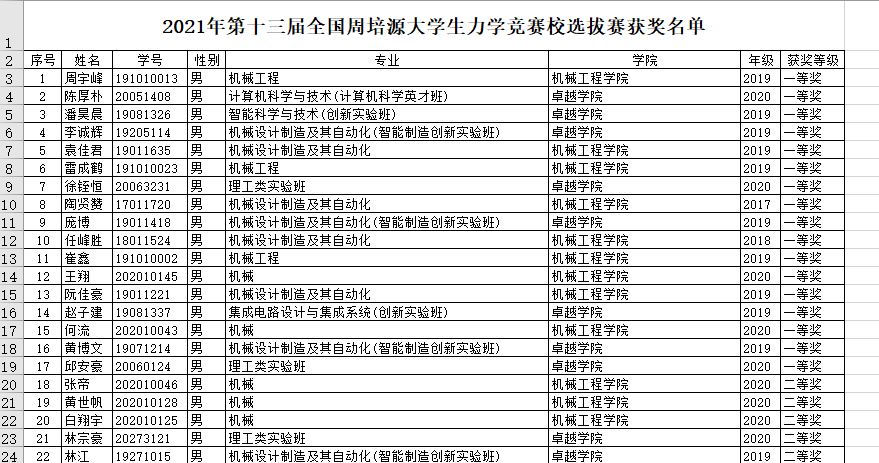 2021年第十三届全国周培源大学生力学竞赛校选拔赛获奖名单
1
2 序号 姓名 学号 性别 专业 学院 年级 获奖等级
3 1 周宇峰 191010013 男 机械工程 机械工程学院 2019 一等奖
4 2 陈厚朴 20051408 男 计算机科学与技术(计算机科学英才班) 卓越学院 2020 一等奖
5 3 潘昊晨 19081326 男 智能科学与技术(创新实验班) 卓越学院 2019 一等奖
6 4 李诚辉 19205114 男 机械设计制造及其自动化(智能制造创新实验班) 卓越学院 2019 一等奖
7 5 袁佳君 19011635 男 机械设计制造及其自动化 机械工程学院 2019 一等奖
8 6 雷成鹤 191010023 男 机械工程 机械工程学院 2019 一等奖
9 7 徐铚恒 20063231 男 理工类实验班 卓越学院 2020 一等奖
10 8 陶贤赟 17011720 男 机械设计制造及其自动化 机械工程学院 2017 一等奖
11 9 庞博 19011418 男 机械设计制造及其自动化(智能制造创新实验班) 卓越学院 2019 一等奖
12 10 任峰胜 18011524 男 机械设计制造及其自动化 机械工程学院 2018 一等奖
13 11 崔鑫 191010002 男 机械工程 机械工程学院 2019 一等奖
14 12 王翔 202010145 男 机械 机械工程学院 2020 一等奖
15 13 阮佳豪 19011221 男 机械设计制造及其自动化 机械工程学院 2019 一等奖
16 14 赵子建 19081337 男 集成电路设计与集成系统(创新实验班) 卓越学院 2019 一等奖
17 15 何流 202010043 男 机械 机械工程学院 2020 一等奖
18 16 黄博文 19071214 男 机械设计制造及其自动化(智能制造创新实验班) 卓越学院 2019 一等奖
19 17 邱安豪 20060124 男 理工类实验班 卓越学院 2020 一等奖
20 18 张帝 202010046 男 机械 机械工程学院 2020 二等奖
21 19 黄世帆 202010128 男 机械 机械工程学院 2020 二等奖
22 20 白翔宇 202010125 男 机械 机械工程学院 2020 二等奖
23 21 林宗豪 20273121 男 理工类实验班 卓越学院 2020 二等奖
24 22 林江 19271015 男 机械设计制造及其自动化(智能制造创新实验班) 卓越学院 2019 二等奖